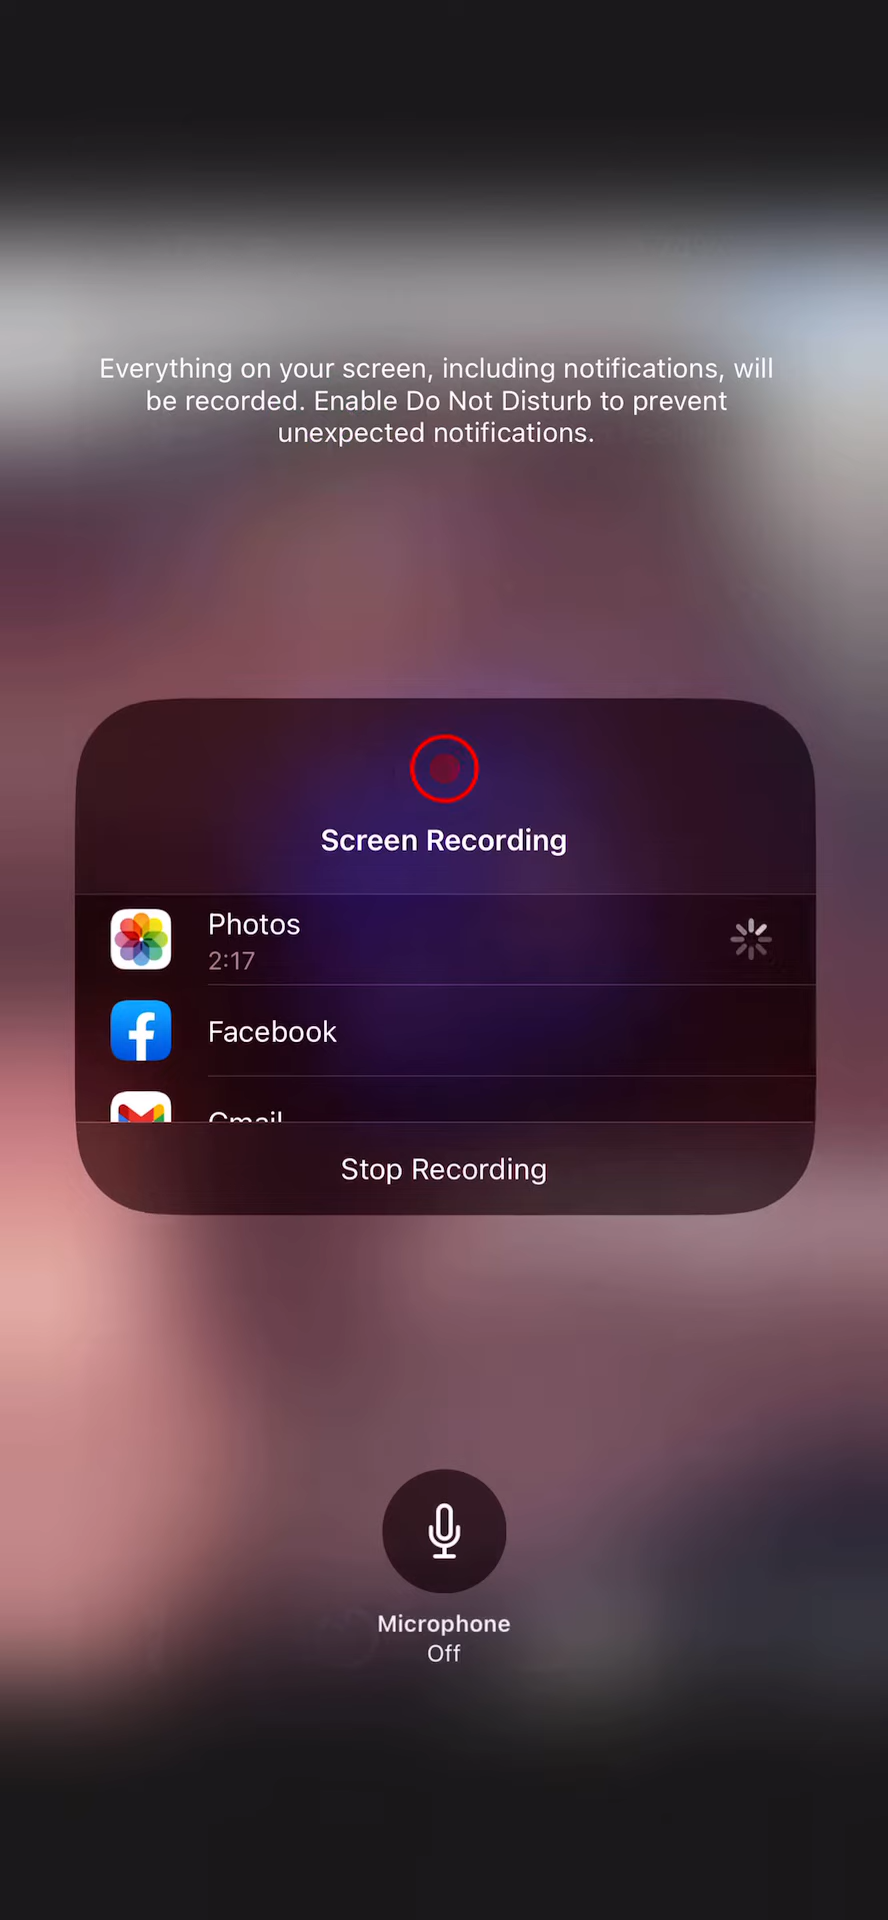 Everything on your screen, including notifications, will
be recorded. Enable Do Not Disturb to prevent
unexpected notifications.
Screen Recording
Photos
2:17
Facebook
Gmail
Stop Recording
Microphone
Off